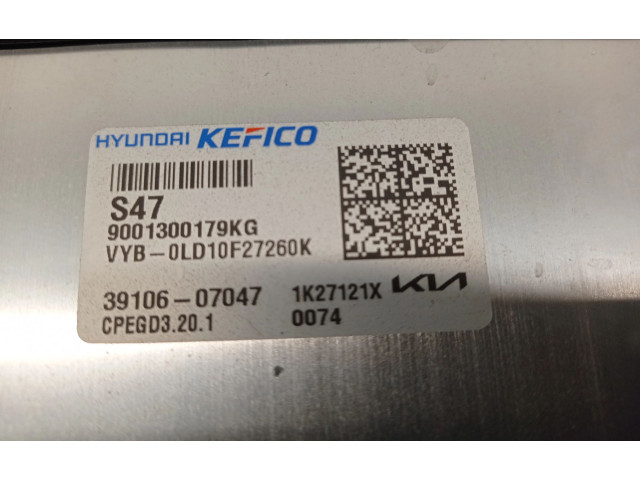 HYUNDAI KEFICO
S47
9001300179KG
VYB-0LD10F27260K
39106-07047 1K27121X KIA
CPEGD3.20.1 0074